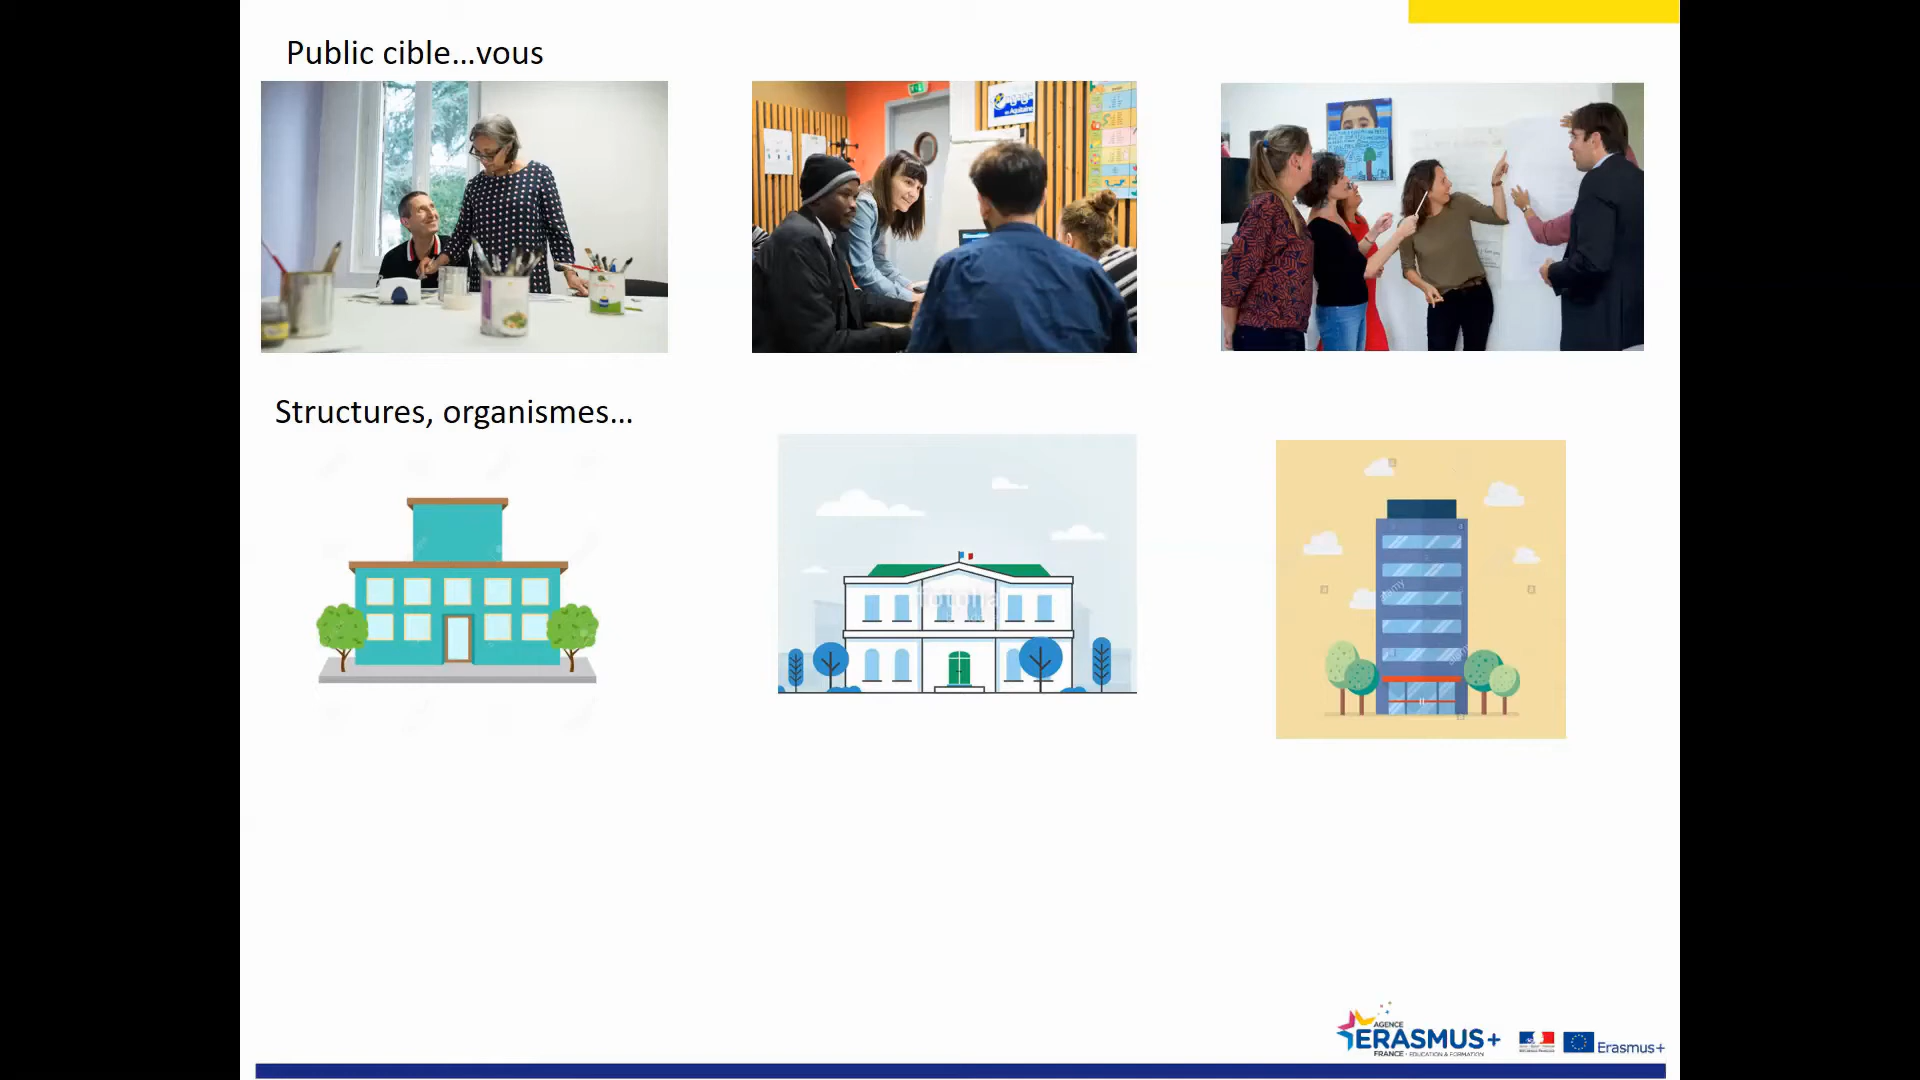 Public cible...vous
Structures, organismes...
AGENCE
ERASMUS+
FRANCE - EDUCATION & FORMATION
Erasmus+